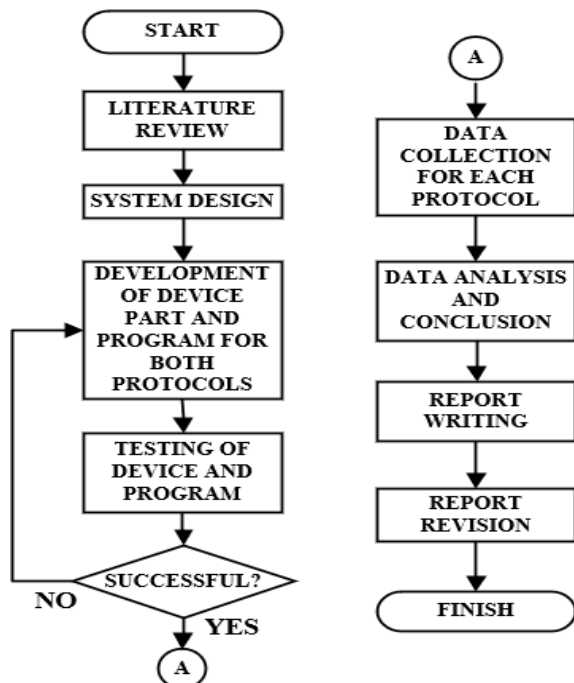 START
LITERATURE
REVIEW
SYSTEM DESIGN
DEVELOPMENT
OF DEVICE
PART AND
PROGRAM FOR
BOTH
PROTOCOLS
TESTING OF
DEVICE AND
PROGRAM
SUCCESSFUL?
NO
YES
A
A
DATA
COLLECTION
FOR EACH
PROTOCOL
DATA ANALYSIS
AND
CONCLUSION
REPORT
WRITING
REPORT
REVISION
FINISH